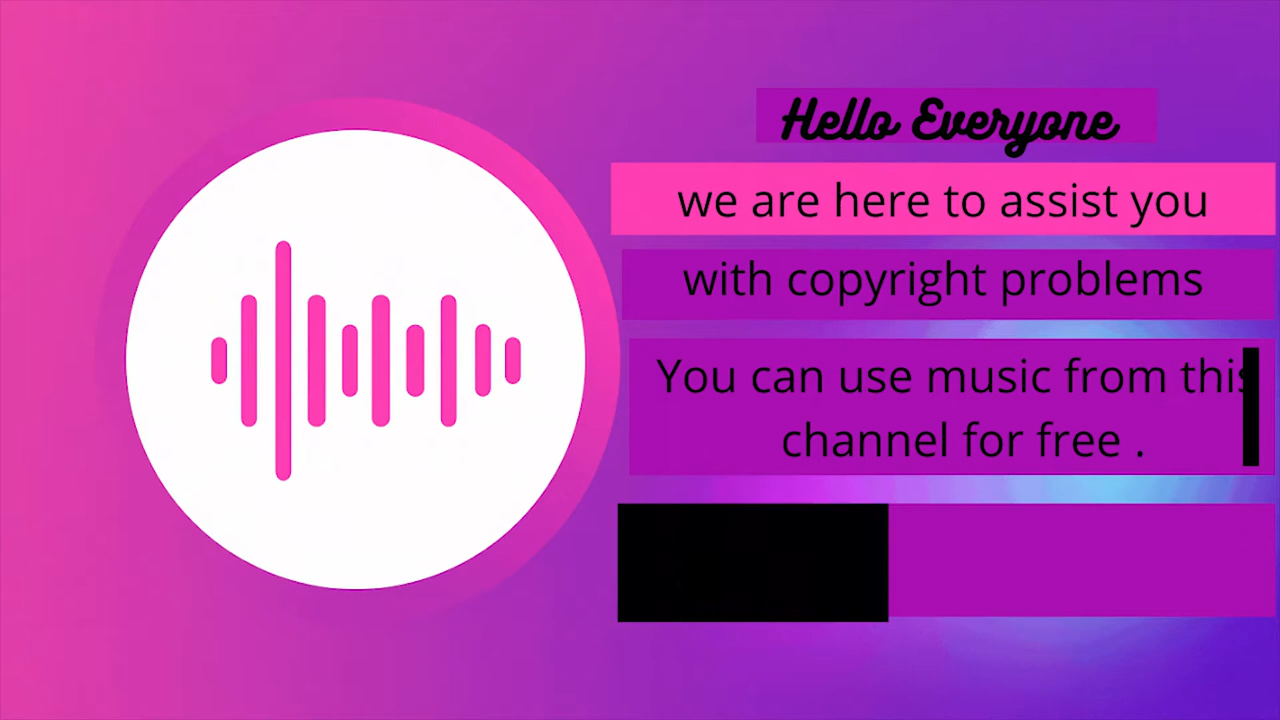 Hello Everyone
we are here to assist you
with copyright problems
You can use music from this
channel for free .